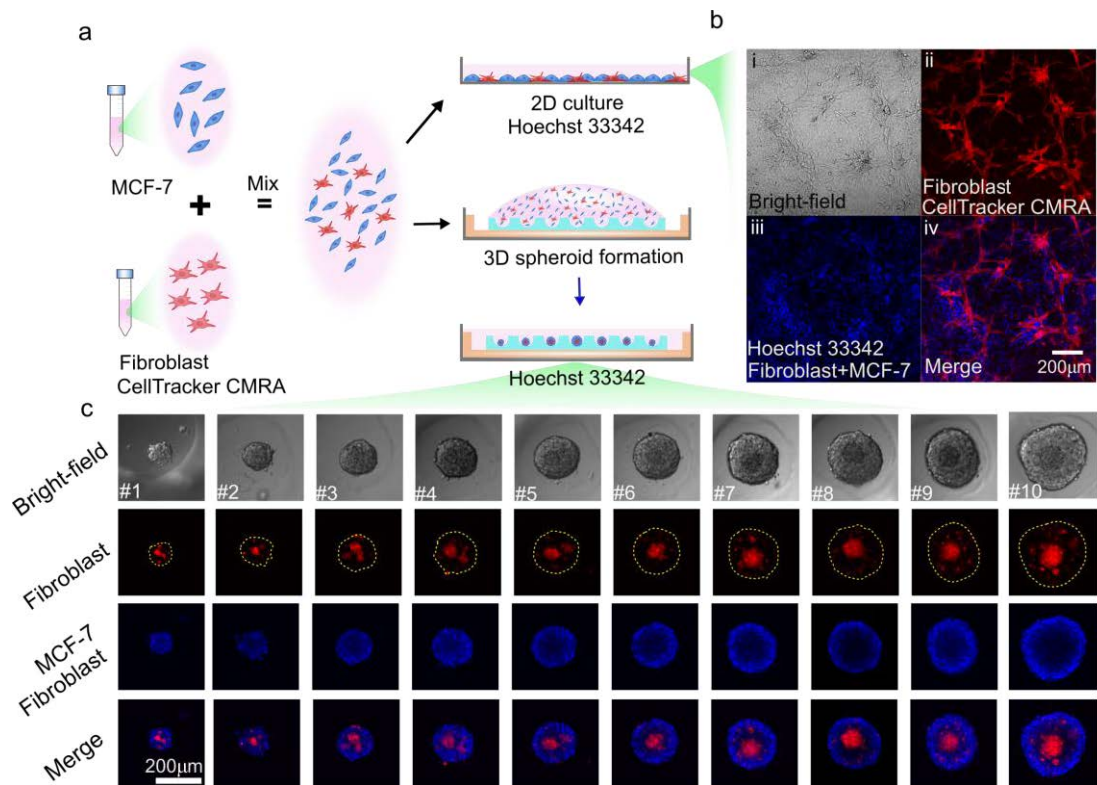 a
MCF-7
+
Fibroblast
CellTracker CMRA
Mix
=
2D culture
Hoechst 33342
3D spheroid formation
Hoechst 33342
b
i
Bright-field
ii
Fibroblast
CellTracker CMRA
iii
Hoechst 33342
Fibroblast+MCF-7
iv
Merge
200μm
c
Bright-field
#1
#2
#3
#4
#5
#6
#7
#8
#9
#10
Fibroblast
MCF-7
Fibroblast
Merge
200μm